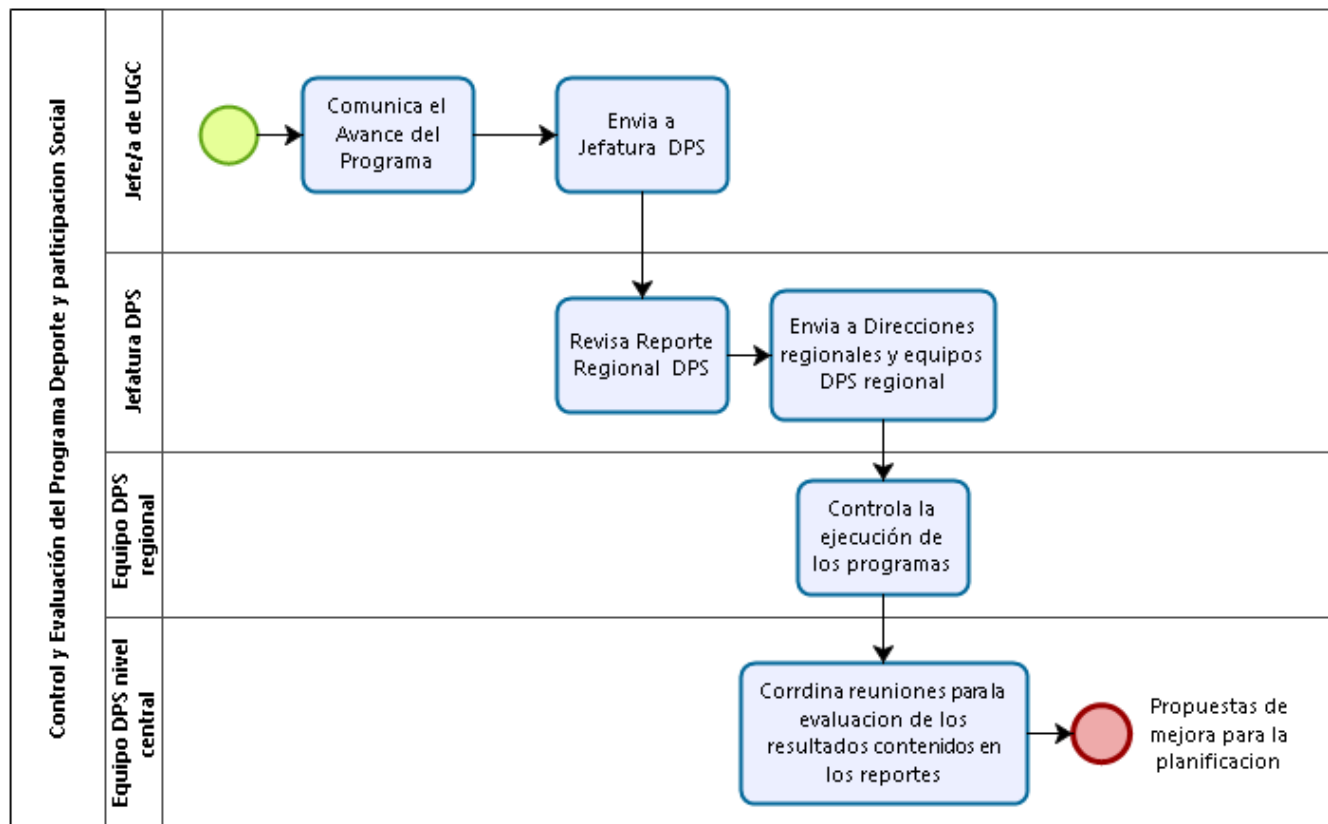 Control y Evaluación del Programa Deporte y participacion Social
Jefe/a de UGC
Comunica el
Avance del
Programa
Envia a
Jefatura DPS
Jefatura DPS
Revisa Reporte
Regional DPS
Envia a Direcciones
regionales y equipos
DPS regional
Equipo DPS
regional
Controla la
ejecución de
los programas
Equipo DPS nivel
central
Corrdina reuniones para la
evaluacion de los
resultados contenidos en
los reportes
Propuestas de
mejora para la
planificacion